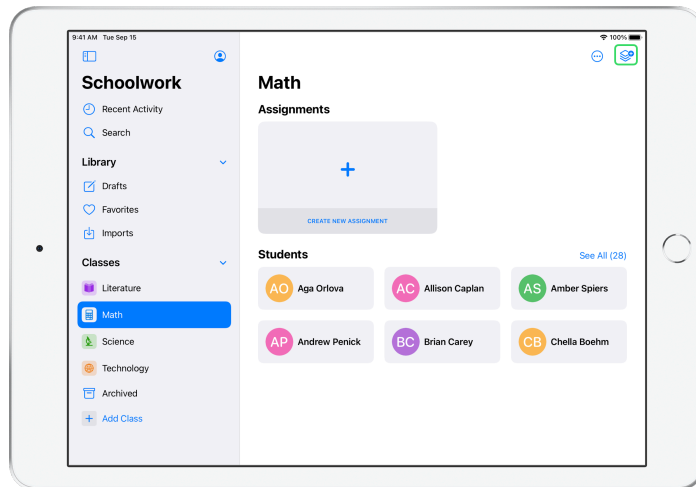 9:41 AM Tue Sep 15
100%
Schoolwork
Recent Activity
Search
Library
Drafts
Favorites
Imports
Classes
Literature
Math
Science
Technology
Archived
Add Class
Math
Assignments
CREATE NEW ASSIGNMENT
Students
See All (28)
AO Aga Orlova
AC Allison Caplan
AS Amber Spiers
AP Andrew Penick
BC Brian Carey
CB Chella Boehm